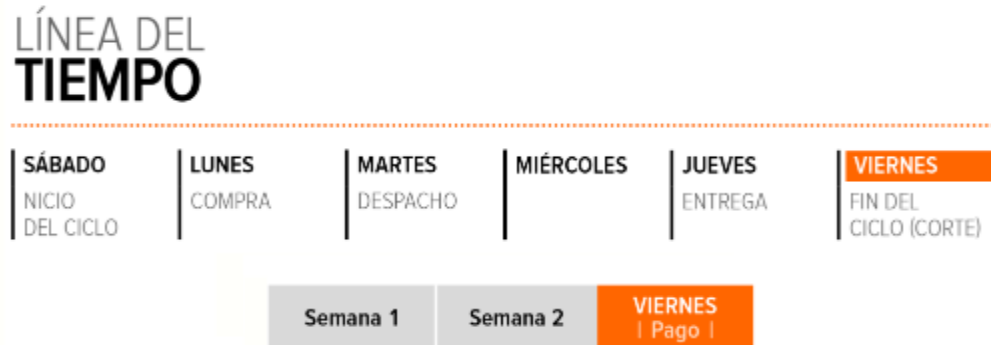 LÍNEA DEL
TIEMPO
SÁBADO
NICIO
DEL CICLO
LUNES
COMPRA
MARTES
DESPACHO
MIÉRCOLES
JUEVES
ENTREGA
VIERNES
FIN DEL
CICLO (CORTE)
Semana 1
Semana 2
VIERNES
| Pago |